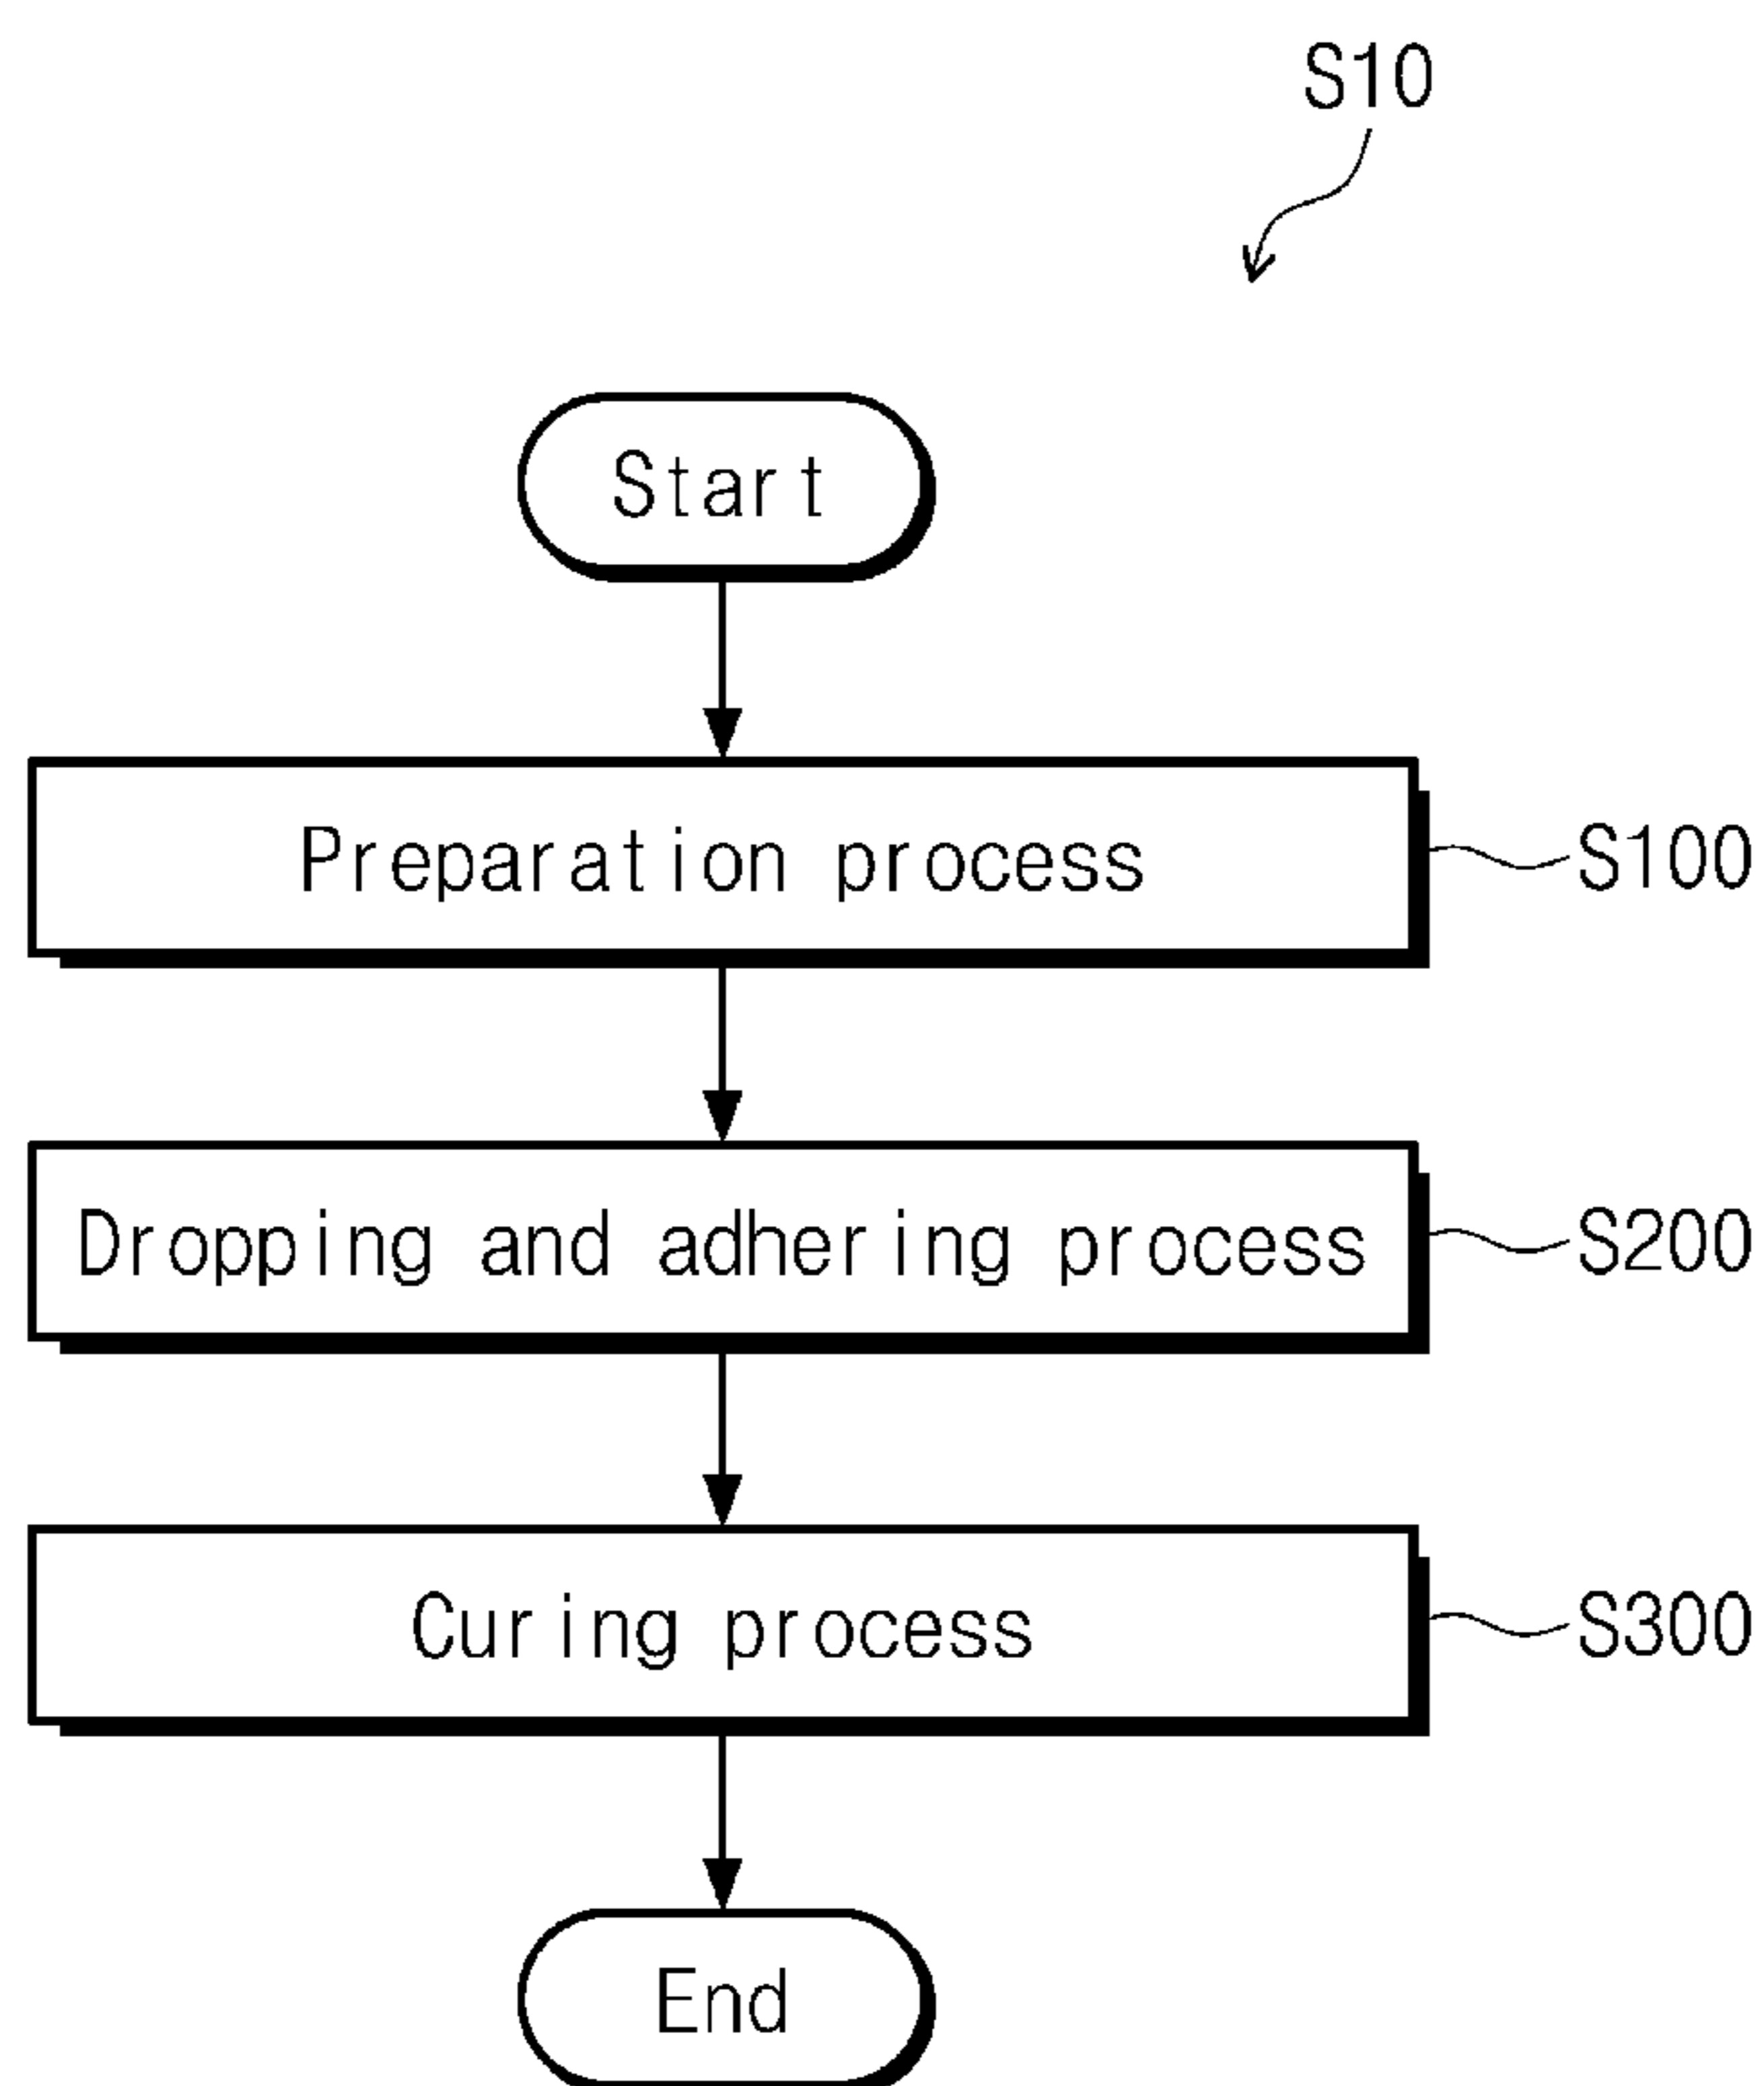 S10
Start
Preparation process
S100
Dropping and adhering process
S200
Curing process
S300
End